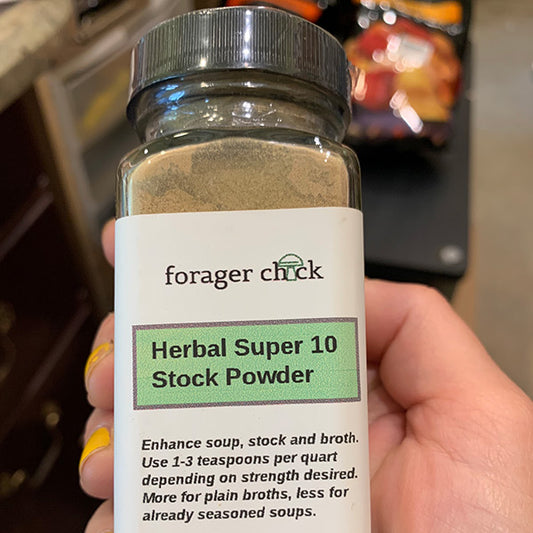 forager chick
Herbal Super 10
Stock Powder
Enhance soup, stock and broth.
Use 1-3 teaspoons per quart
depending on strength desired.
More for plain broths, less for
already seasoned soups.